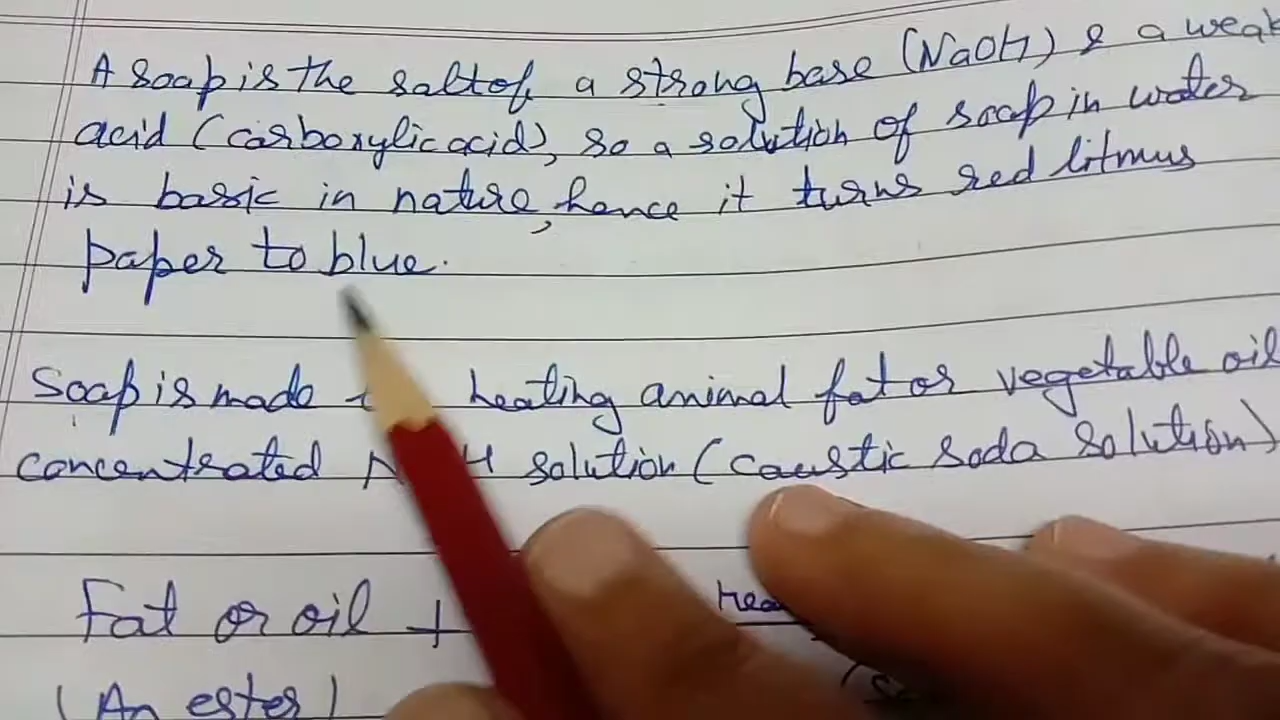 A soap is the salt of a strong base (NaOH) & a weak
acid (carboxylic acid), so a solution of soap in water
is basic in nature, hence it turns red litmus
paper to blue.
Soap is made heating animal fat or vegetable oil
concentrated solution (caustic soda solution)
Fat or oil +
(An ester)